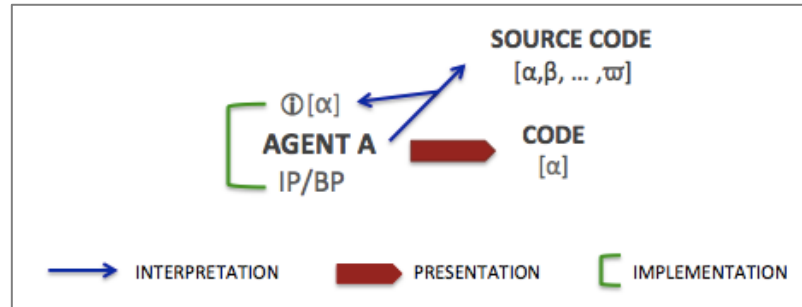 SOURCE CODE
[α,β, ... ,ϖ]
ⓘ[α]
AGENT A
IP/BP
CODE
[α]
INTERPRETATION
PRESENTATION
IMPLEMENTATION